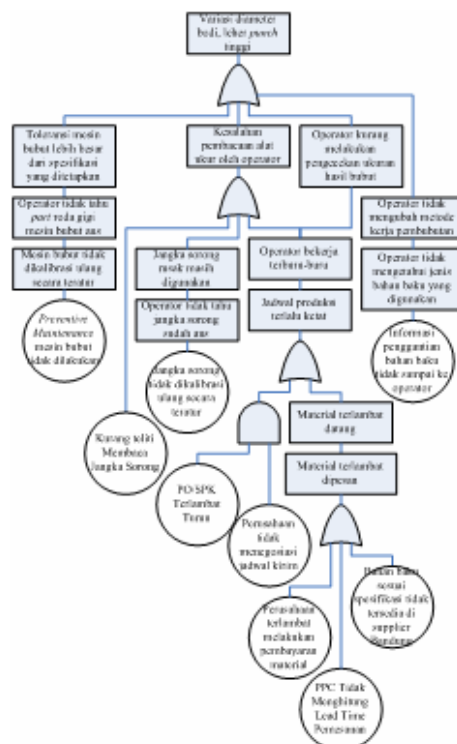 Variasi diameter
bodi, leher punch
tinggi
Toleransi mesin
bubut lebih besar
dari spesifikasi
yang ditetapkan
Kesalahan
pembacaan alat
ukur oleh operator
Operator kurang
melakukan
pengecekan ukuran
hasil bubut
Operator tidak tahu
part roda gigi
mesin bubut aus
Operator tidak
mengubah metode
kerja pembubutan
Mesin bubut tidak
dikalibrasi ulang
secara teratur
Jangka sorong
rusak masih
digunakan
Operator bekerja
terburu-buru
Operator tidak
mengetahui jenis
bahan baku yang
digunakan
Operator tidak tahu
jangka sorong
sudah aus
Jadwal produksi
terlalu ketat
Preventive
Maintenance
mesin bubut
tidak dilakukan
Informasi
penggantian
bahan baku
tidak sampai ke
operator
Jangka sorong
tidak dikalibrasi
ulang secara
teratur
Kurang teliti
Membaca
Jangka Sorong
Material terlambat
datang
Material terlambat
dipesan
PO/SPK
Terlambat
Turun
Perusahaan
tidak
menegosiasi
jadwal kirim
Bahan baku
sesuai
spesifikasi tidak
tersedia di
supplier
Bandung
Perusahaan
terlambat
melakukan
pembayaran
material
PPC Tidak
Menghitung
Lead Time
Pemesanan